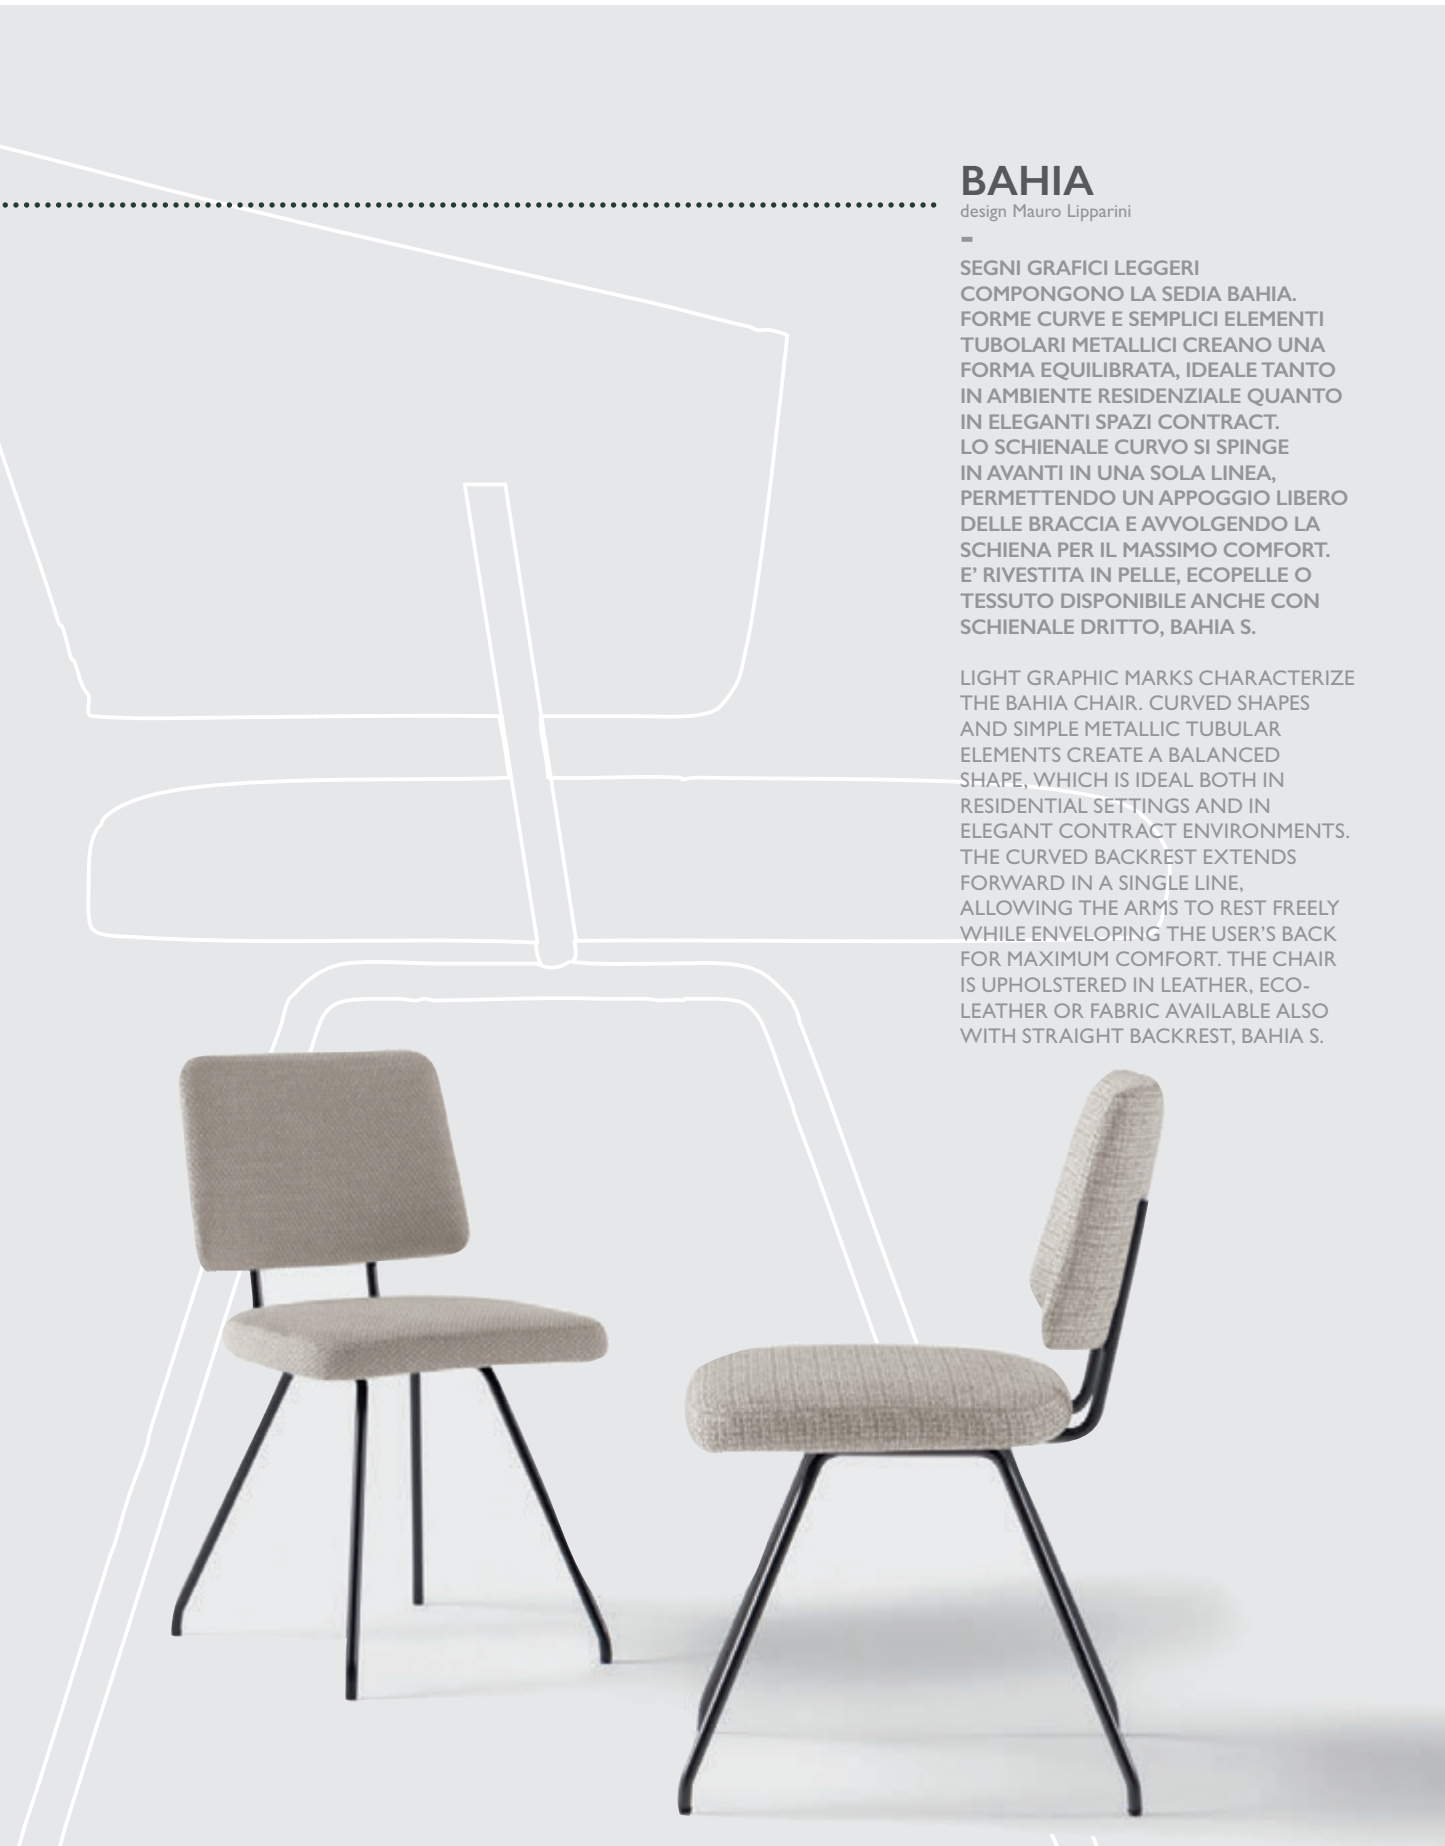 BAHIA
design Mauro Lipparini
-
SEGNI GRAFICI LEGGERI
COMPONGONO LA SEDIA BAHIA.
FORME CURVE E SEMPLICI ELEMENTI
TUBOLARI METALLICI CREANO UNA
FORMA EQUILIBRATA, IDEALE TANTO
IN AMBIENTE RESIDENZIALE QUANTO
IN ELEGANTI SPAZI CONTRACT.
LO SCHIENALE CURVO SI SPINGE
IN AVANTI IN UNA SOLA LINEA,
PERMETTENDO UN APPOGGIO LIBERO
DELLE BRACCIA E AVVOLGENDO LA
SCHIENA PER IL MASSIMO COMFORT.
E’ RIVESTITA IN PELLE, ECOPELLE O
TESSUTO DISPONIBILE ANCHE CON
SCHIENALE DRITTO, BAHIA S.
LIGHT GRAPHIC MARKS CHARACTERIZE
THE BAHIA CHAIR. CURVED SHAPES
AND SIMPLE METALLIC TUBULAR
ELEMENTS CREATE A BALANCED
SHAPE, WHICH IS IDEAL BOTH IN
RESIDENTIAL SETTINGS AND IN
ELEGANT CONTRACT ENVIRONMENTS.
THE CURVED BACKREST EXTENDS
FORWARD IN A SINGLE LINE,
ALLOWING THE ARMS TO REST FREELY
WHILE ENVELOPING THE USER’S BACK
FOR MAXIMUM COMFORT. THE CHAIR
IS UPHOLSTERED IN LEATHER, ECO-
LEATHER OR FABRIC AVAILABLE ALSO
WITH STRAIGHT BACKREST, BAHIA S.